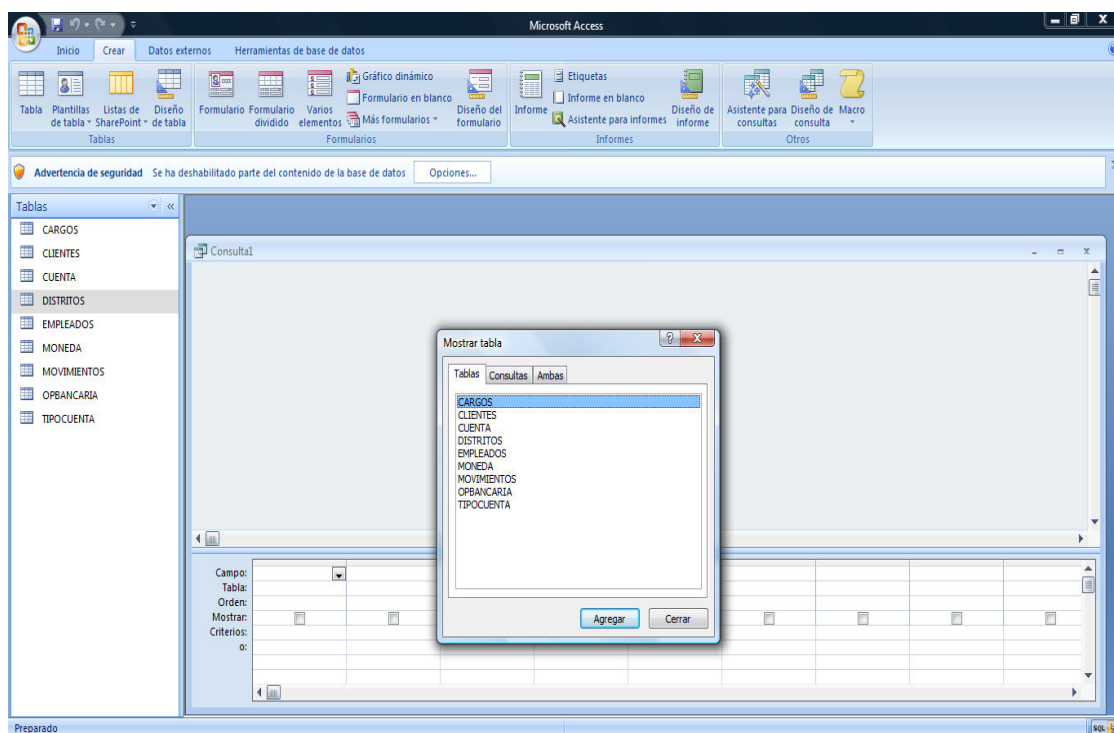 Microsoft Access
Inicio Crear Datos externos Herramientas de base de datos
Tabla
Plantillas de tabla
Listas de SharePoint
Diseño de tabla
Tablas
Formulario
Formulario dividido
Varios elementos
Gráfico dinámico
Formulario en blanco
Más formularios
Diseño del formulario
Formularios
Informe
Etiquetas
Informe en blanco
Asistente para informes
Diseño de informe
Informes
Asistente para consultas
Diseño de consulta
Macro
Otros
Advertencia de seguridad Se ha deshabilitado parte del contenido de la base de datos Opciones...
Tablas
CARGOS
CLIENTES
CUENTA
DISTRITOS
EMPLEADOS
MONEDA
MOVIMIENTOS
OPBANCARIA
TIPOCUENTA
Consulta1
Mostrar tabla
Tablas Consultas Ambas
CARGOS
CLIENTES
CUENTA
DISTRITOS
EMPLEADOS
MONEDA
MOVIMIENTOS
OPBANCARIA
TIPOCUENTA
Agregar Cerrar
Campo:
Tabla:
Orden:
Mostrar:
Criterios:
o:
Preparado
SQL